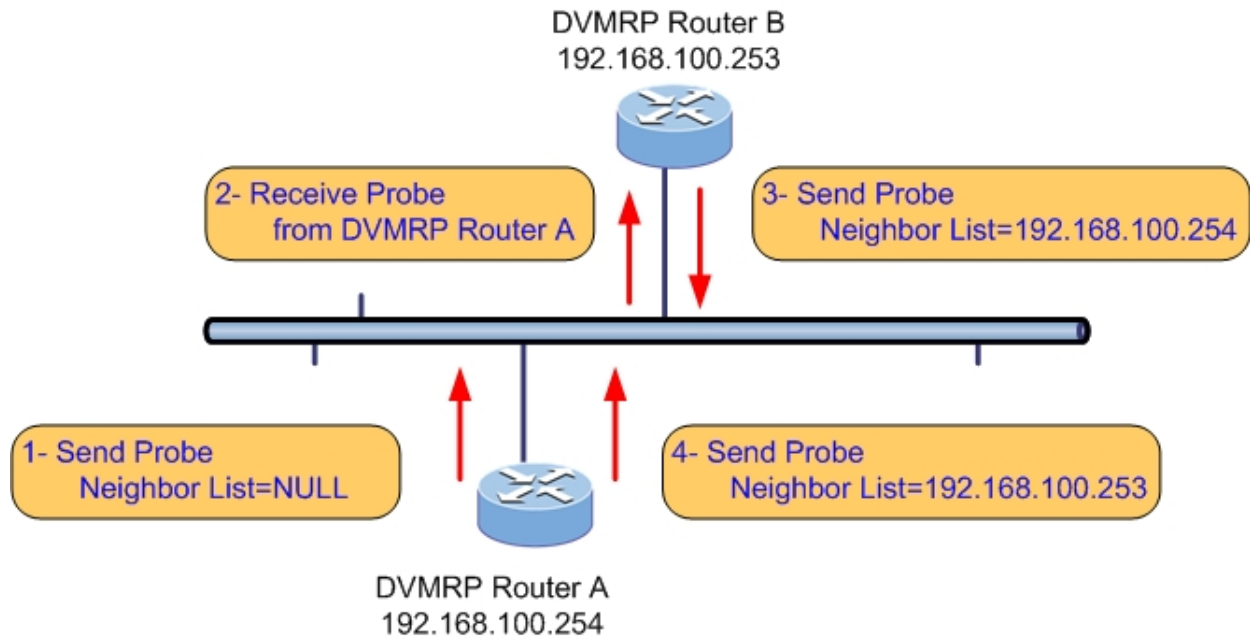 DVMRP Router B
192.168.100.253
2- Receive Probe
from DVMRP Router A
3- Send Probe
Neighbor List=192.168.100.254
1- Send Probe
Neighbor List=NULL
4- Send Probe
Neighbor List=192.168.100.253
DVMRP Router A
192.168.100.254